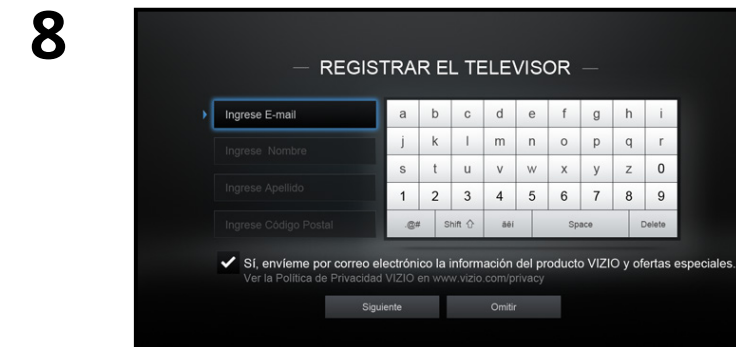 8
REGISTRAR EL TELEVISOR
Ingrese E-mail
Ingrese Nombre
Ingrese Apellido
Ingrese Código Postal
a b c d e f g h i
j k l m n o p q r
s t u v w x y z 0
1 2 3 4 5 6 7 8 9
.@# Shift áêì Space Delete
Sí, envíeme por correo electrónico la información del producto VIZIO y ofertas especiales.
Ver la Política de Privacidad VIZIO en www.vizio.com/privacy
Siguiente Omitir